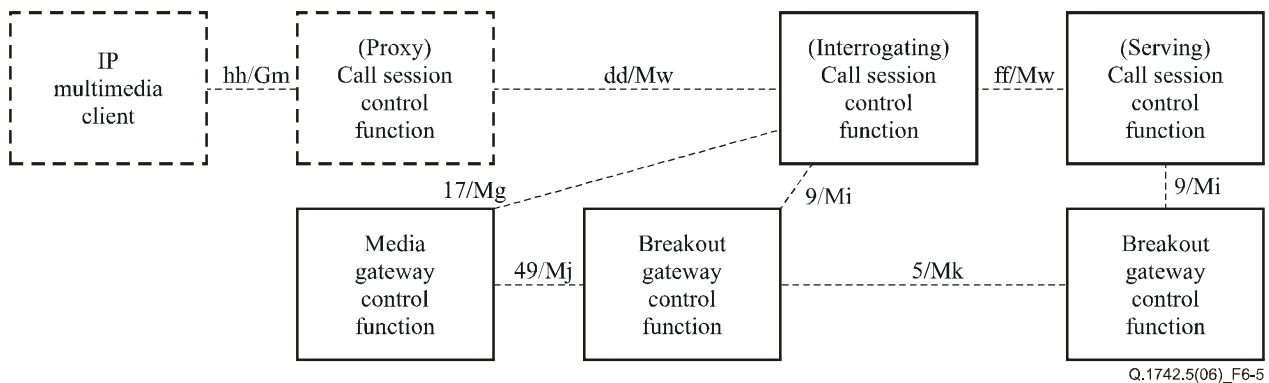 IP
multimedia
client
hh/Gm
(Proxy)
Call session
control
function
dd/Mw
(Interrogating)
Call session
control
function
ff/Mw
(Serving)
Call session
control
function
17/Mg
9/Mi
9/Mi
Media
gateway
control
function
49/Mj
Breakout
gateway
control
function
5/Mk
Breakout
gateway
control
function
Q.1742.5(06)_F6-5